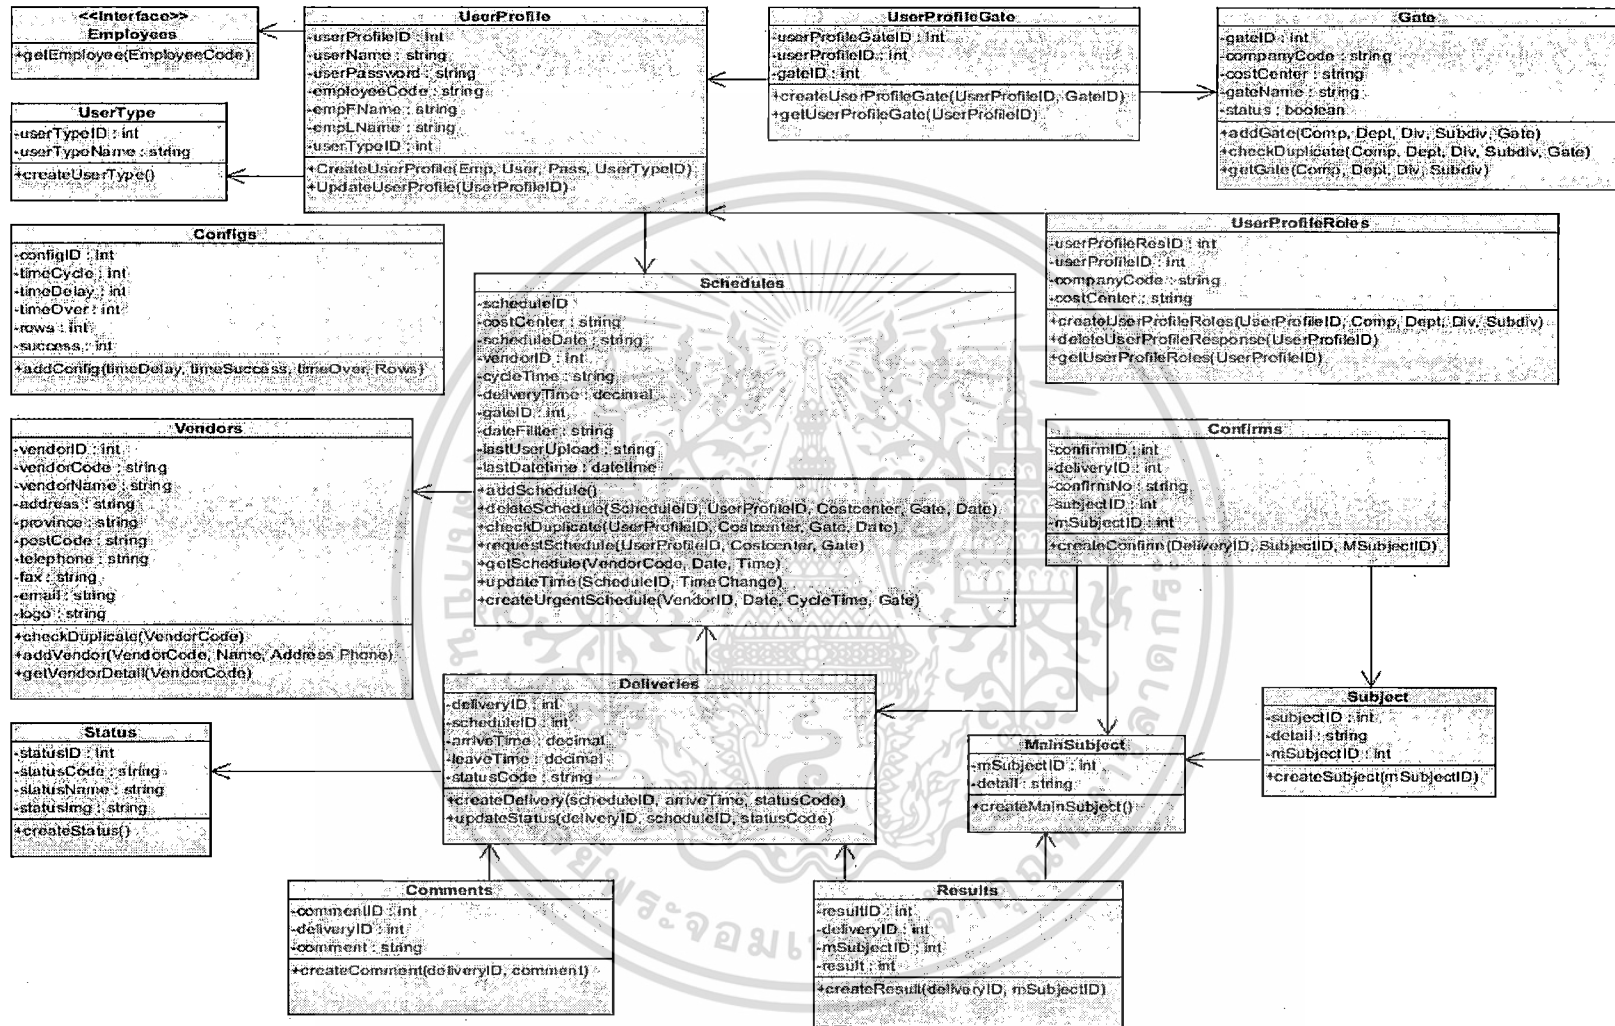 <<Interface>>
Employees
+getEmployee(EmployeeCode)
UserProfile
-userProfileID : int
-userName : string
-userPassword : string
-employeeCode : string
-empFName : string
-empLName : string
-userTypeID : int
+CreateUserProfile(Emp, User, Pass, UserTypeID)
+UpdateUserProfile(UserProfileID)
UserProfileGate
-userProfileGateID : int
-userProfileID : int
-gateID : int
+createUserProfileGate(UserProfileID, GateID)
+getUserProfileGate(UserProfileID)
Gate
-gateID : int
-companyCode : string
-costCenter : string
-gateName : string
-status : boolean
+addGate(Comp, Dept, Div, Subdiv, Gate)
+checkDuplicate(Comp, Dept, Div, Subdiv, Gate)
+getGate(Comp, Dept, Div, Subdiv)
UserType
-userTypeID : int
-userTypeName : string
+createUserType()
Configs
-configID : int
-timeCycle : int
-timeDelay : int
-timeOver : int
-rows : int
-success : int
+addConfig(timeDelay, timeSuccess, timeOver, Rows)
Schedules
-scheduleID
-costCenter : string
-scheduleDate : string
-vendorID : int
-cycleTime : string
-deliveryTime : decimal
-gateID : int
-dateFillter : string
-lastUserUpload : string
-lastDatetime : datetime
+addSchedule()
+deleteSchedule(ScheduleID, UserProfileID, Costcenter, Gate, Date)
+checkDuplicate(UserProfileID, Costcenter, Gate, Date)
+requestSchedule(UserProfileID, Costcenter, Gate)
+getSchedule(VendorCode, Date, Time)
+updateTime(ScheduleID, TimeChange)
+createUrgentSchedule(VendorID, Date, CycleTime, Gate)
UserProfileRoles
-userProfileResID : int
-userProfileID : int
-companyCode : string
-costCenter : string
+createUserProfileRoles(UserProfileID, Comp, Dept, Div, Subdiv)
+deleteUserProfileResponse(UserProfileID)
+getUserProfileRoles(UserProfileID)
Vendors
-vendorID : int
-vendorCode : string
-vendorName : string
-address : string
-province : string
-postCode : string
-telephone : string
-fax : string
-email : string
-logo : string
+checkDuplicate(VendorCode)
+addVendor(VendorCode, Name, Address Phone)
+getVendorDetail(VendorCode)
Confirms
-confirmID : int
-deliveryID : int
-confirmNo : string
-subjectID : int
-mSubjectID : int
+createConfirm(DeliveryID, SubjectID, MSubjectID)
Deliveries
-deliveryID : int
-scheduleID : int
-arriveTime : decimal
-leaveTime : decimal
-statusCode : string
+createDelivery(scheduleID, arriveTime, statusCode)
+updateStatus(deliveryID, scheduleID, statusCode)
Status
-statusID : int
-statusCode : string
-statusName : string
-statusImg : string
+createStatus()
MainSubject
-mSubjectID : int
-detail : string
+createMainSubject()
Subject
-subjectID : int
-detail : string
-mSubjectID : int
+createSubject(mSubjectID)
Comments
-commentID : int
-deliveryID : int
-comment : string
+createComment(deliveryID, comment)
Results
-resultID : int
-deliveryID : int
-mSubjectID : int
-result : int
+createResult(deliveryID, mSubjectID)